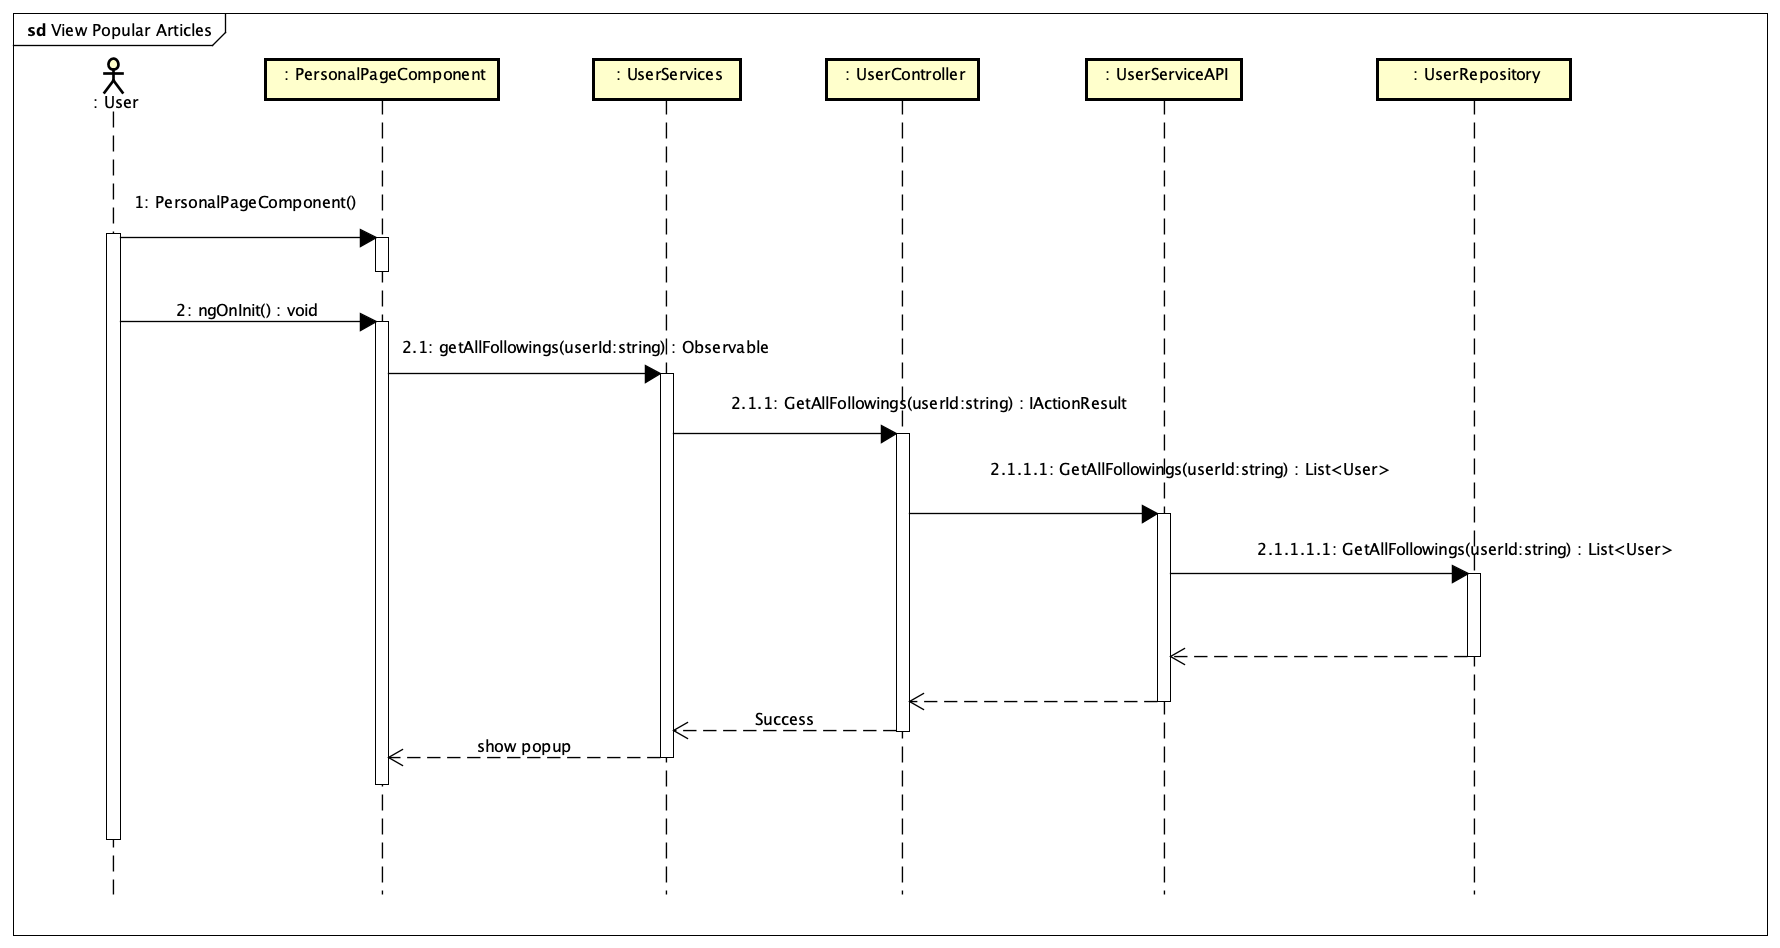 sd View Popular Articles
: User
: PersonalPageComponent
: UserServices
: UserController
: UserServiceAPI
: UserRepository
1: PersonalPageComponent()
2: ngOnInit() : void
2.1: getAllFollowings(userId:string) : Observable
2.1.1: GetAllFollowings(userId:string) : IActionResult
2.1.1.1: GetAllFollowings(userId:string) : List<User>
2.1.1.1.1: GetAllFollowings(userId:string) : List<User>
Success
show popup